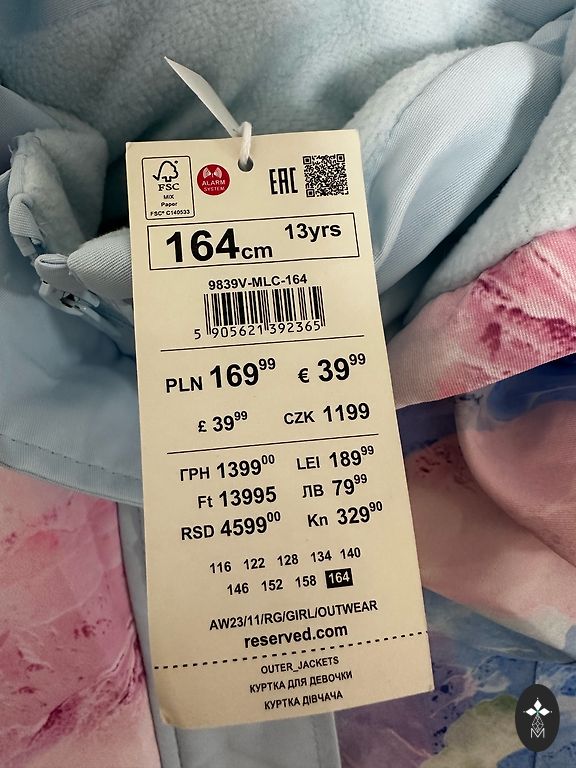 FSC
MIX
Paper
FSC® C140533
ALARM
SYSTEM
EAC
164cm 13yrs
9839V-MLC-164
5 905621 392365
PLN 169⁹⁹ € 39⁹⁹
£ 39⁹⁹ CZK 1199
ГРН 1399⁰⁰ LEI 189⁹⁹
Ft 13995 ЛВ 79⁹⁹
RSD 4599⁰⁰ Kn 329⁹⁰
116 122 128 134 140
146 152 158 164
AW23/11/RG/GIRL/OUTWEAR
reserved.com
OUTER_JACKETS
КУРТКА ДЛЯ ДЕВОЧКИ
КУРТКА ДІВЧАЧА
M